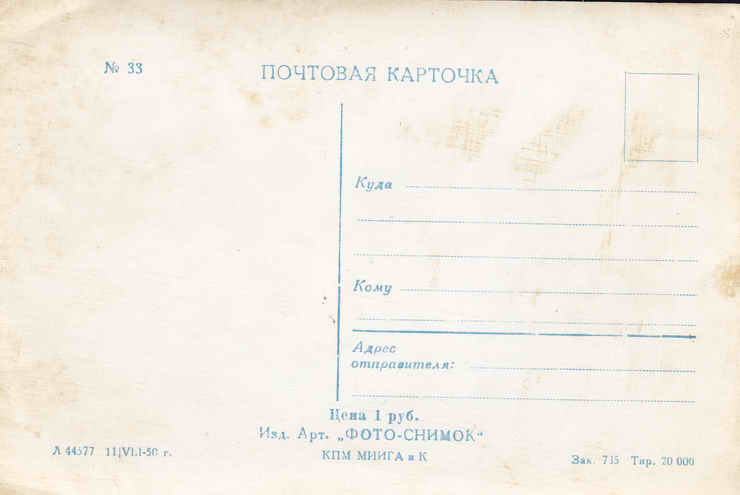 № 33
ПОЧТОВАЯ КАРТОЧКА
Куда
Кому
Адрес
отправителя:
Цена 1 руб.
Изд. Арт. „ФОТО-СНИМОК“
КПМ МИИГА и К
Л 44577 11|VI.I-50 г.
Зак. 735 Тир. 20 000